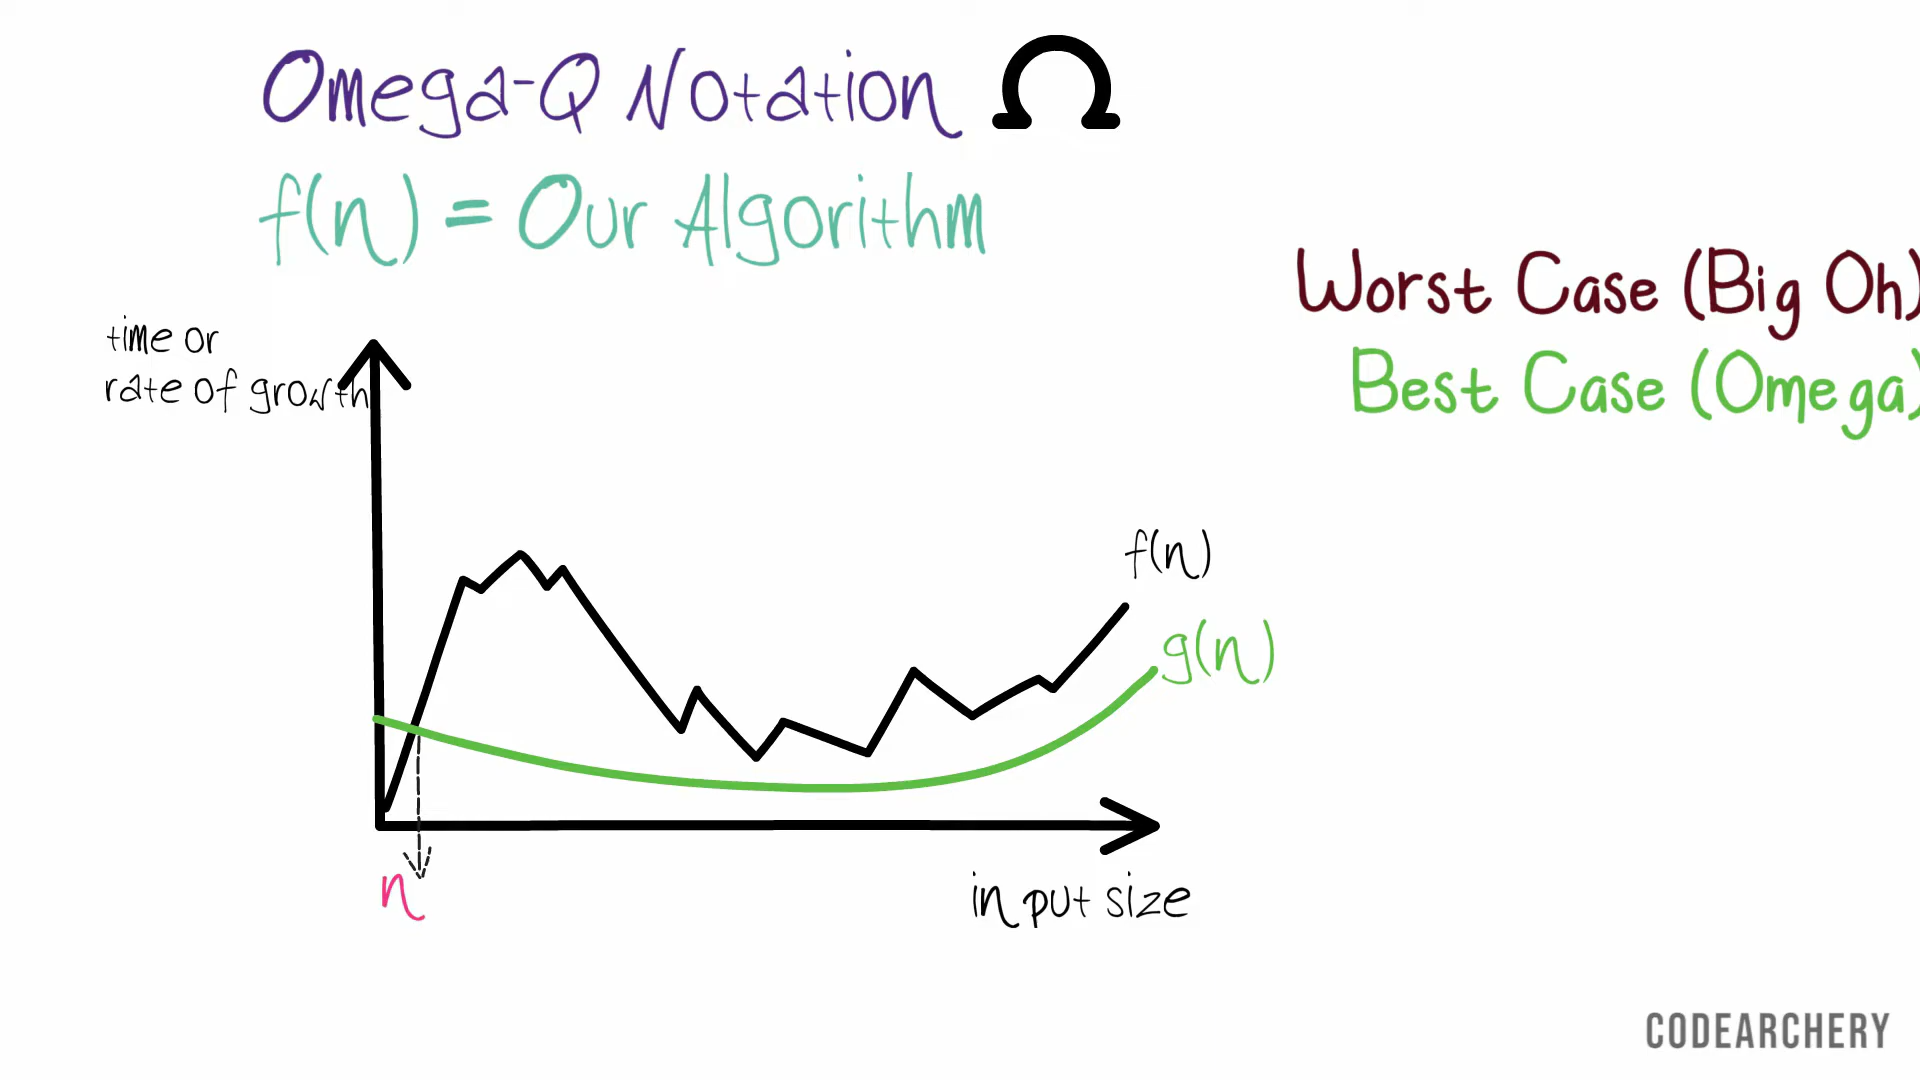 Omega-Q Notation Ω
f(n) = Our Algorithm
Worst Case (Big Oh)
Best Case (Omega)
time or
rate of growth
f(n)
g(n)
n
input size
CODEARCHERY